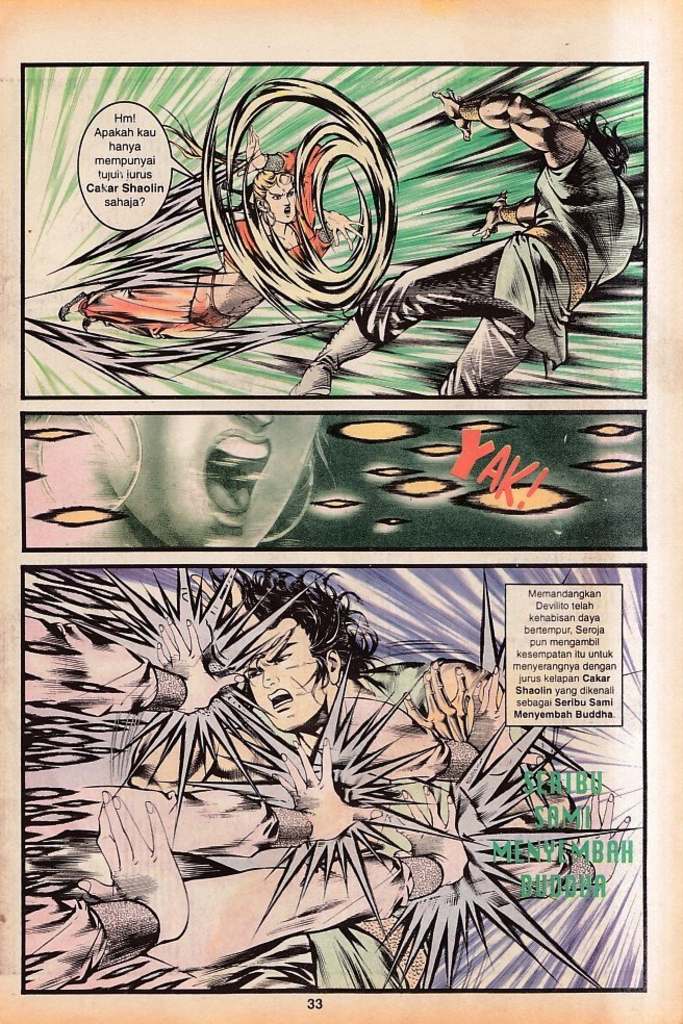 Hm!
Apakah kau
hanya
mempunyai
tujuh jurus
Cakar Shaolin
sahaja?
YAK!
Memandangkan
Devilito telah
kehabisan daya
bertempur, Seroja
pun mengambil
kesempatan itu untuk
menyerangnya dengan
jurus kelapan Cakar
Shaolin yang dikenali
sebagai Seribu Sami
Menyembah Buddha.
SERIBU
SAMI
MENYEMBAH
BUDDHA
33